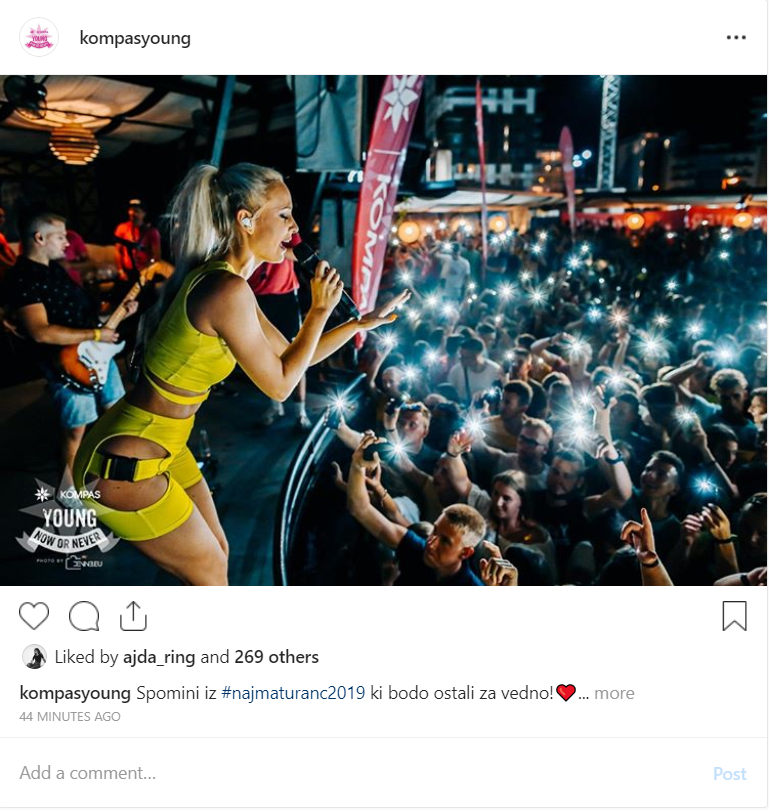 kompasyoung
KOMPAS
KOMPAS
YOUNG
NOW OR NEVER
PHOTO BY
Liked by ajda_ring and 269 others
kompasyoung Spomini iz #najmaturanc2019 ki bodo ostali za vedno!❤... more
44 MINUTES AGO
Add a comment...
Post